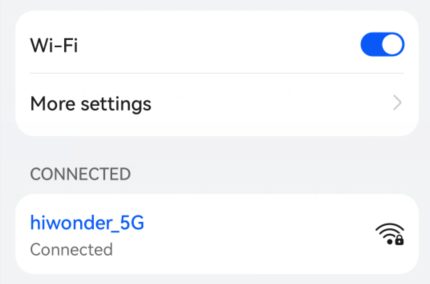 Wi-Fi
More settings
CONNECTED
hiwonder_5G
Connected